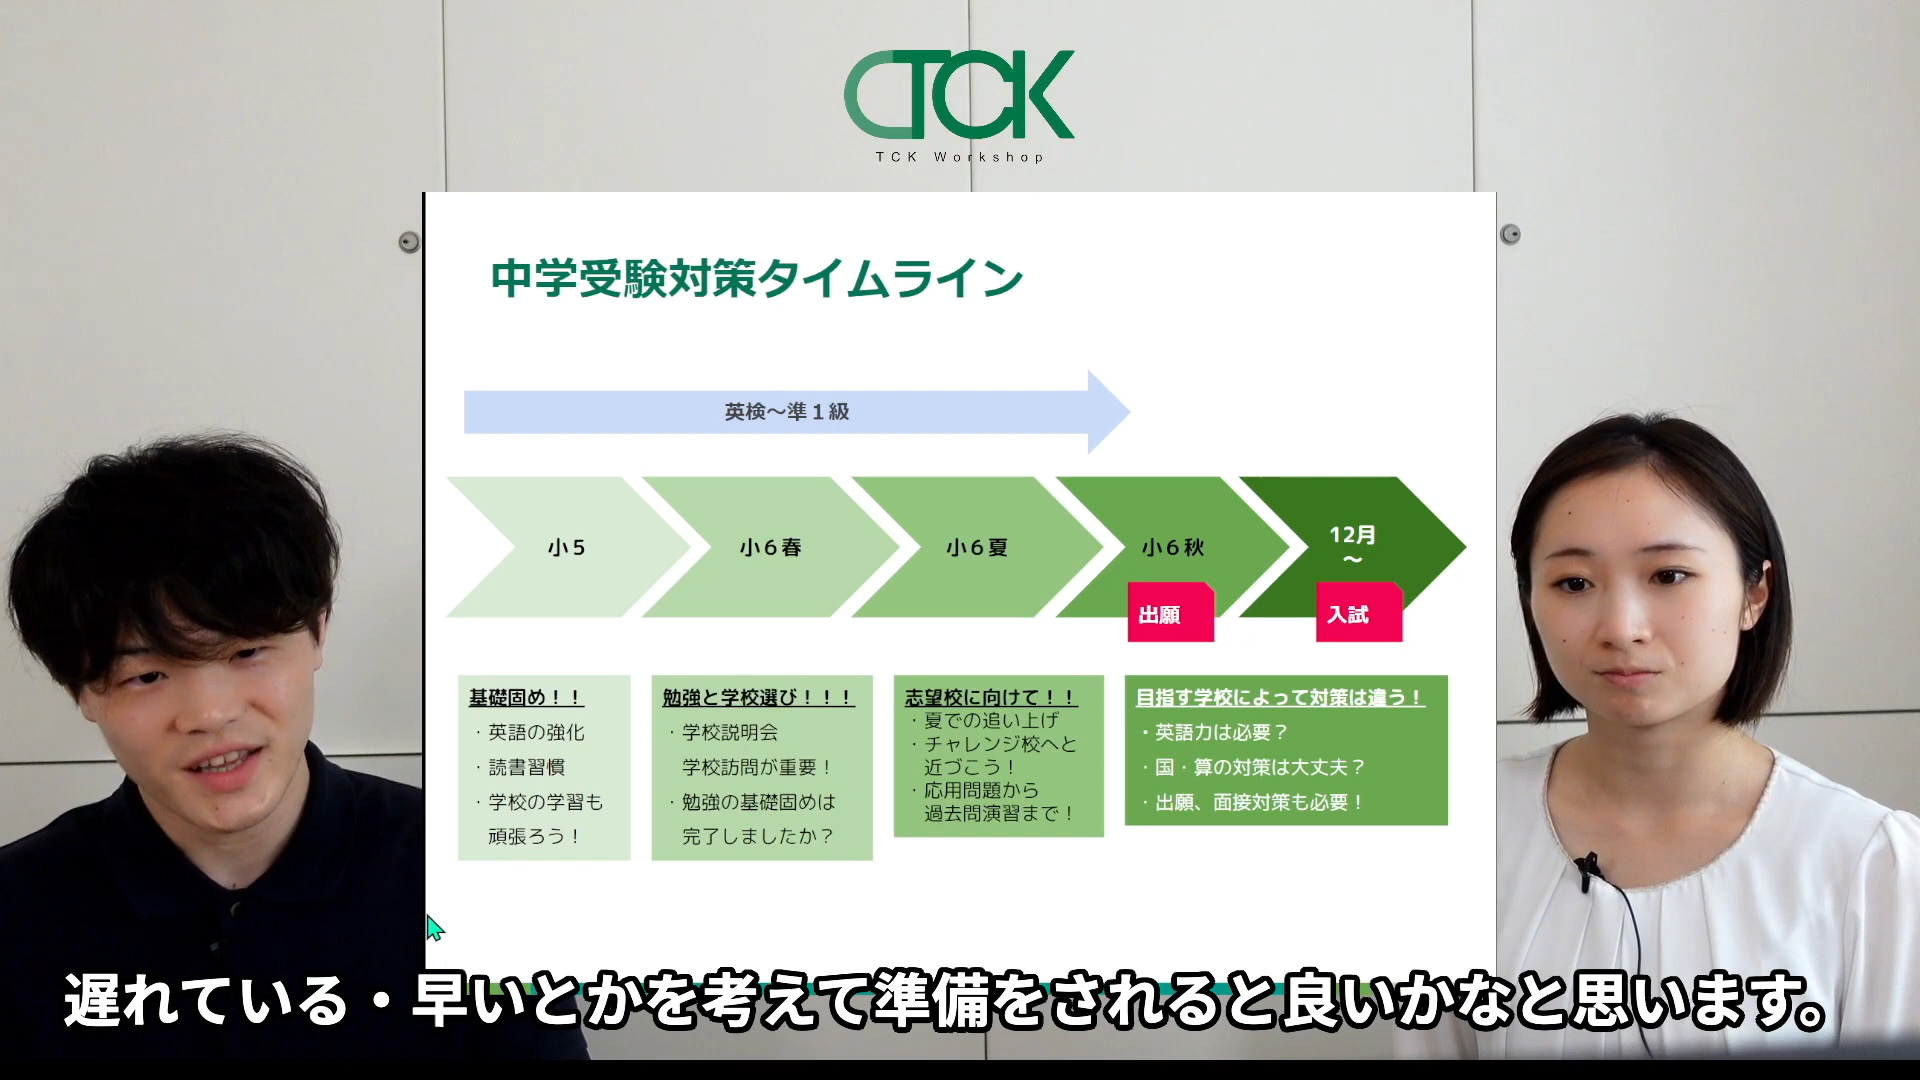 TCK
TCK Workshop
中学受験対策タイムライン
英検～準１級
小５
小６春
小６夏
小６秋
12月
～
出願
入試
基礎固め！！
・英語の強化
・読書習慣
・学校の学習も
頑張ろう！
勉強と学校選び！！！
・学校説明会
学校訪問が重要！
・勉強の基礎固めは
完了しましたか？
志望校に向けて！！
・夏での追い上げ
・チャレンジ校へと
近づこう！
・応用問題から
過去問演習まで！
目指す学校によって対策は違う！
・英語力は必要？
・国・算の対策は大丈夫？
・出願、面接対策も必要！
遅れている・早いとかを考えて準備をされると良いかなと思います。